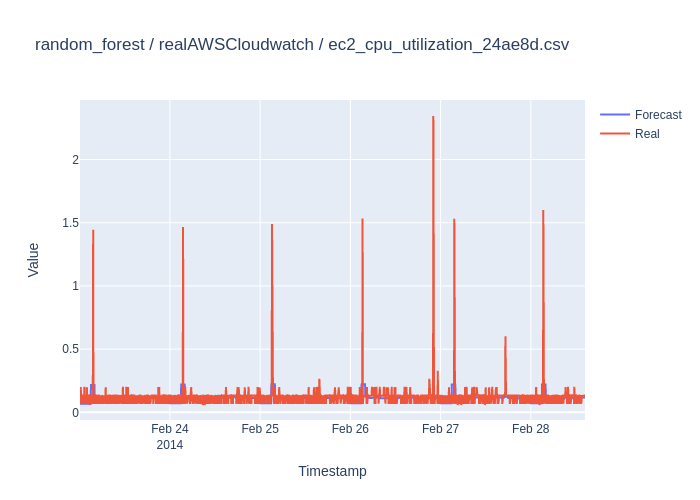 random_forest / realAWSCloudwatch / ec2_cpu_utilization_24ae8d.csv
Forecast
Real
Value
2
1.5
1
0.5
0
Feb 24
2014
Feb 25
Feb 26
Feb 27
Feb 28
Timestamp